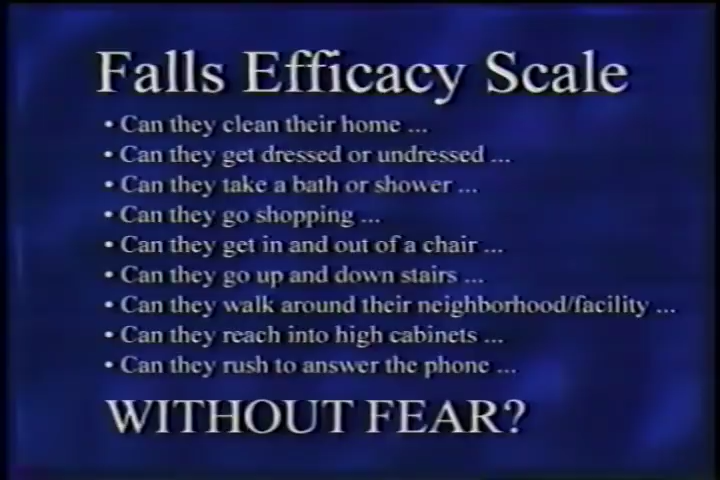 Falls Efficacy Scale
• Can they clean their home ...
• Can they get dressed or undressed ...
• Can they take a bath or shower ...
• Can they go shopping ...
• Can they get in and out of a chair ...
• Can they go up and down stairs ...
• Can they walk around their neighborhood/facility ...
• Can they reach into high cabinets ...
• Can they rush to answer the phone ...
WITHOUT FEAR?